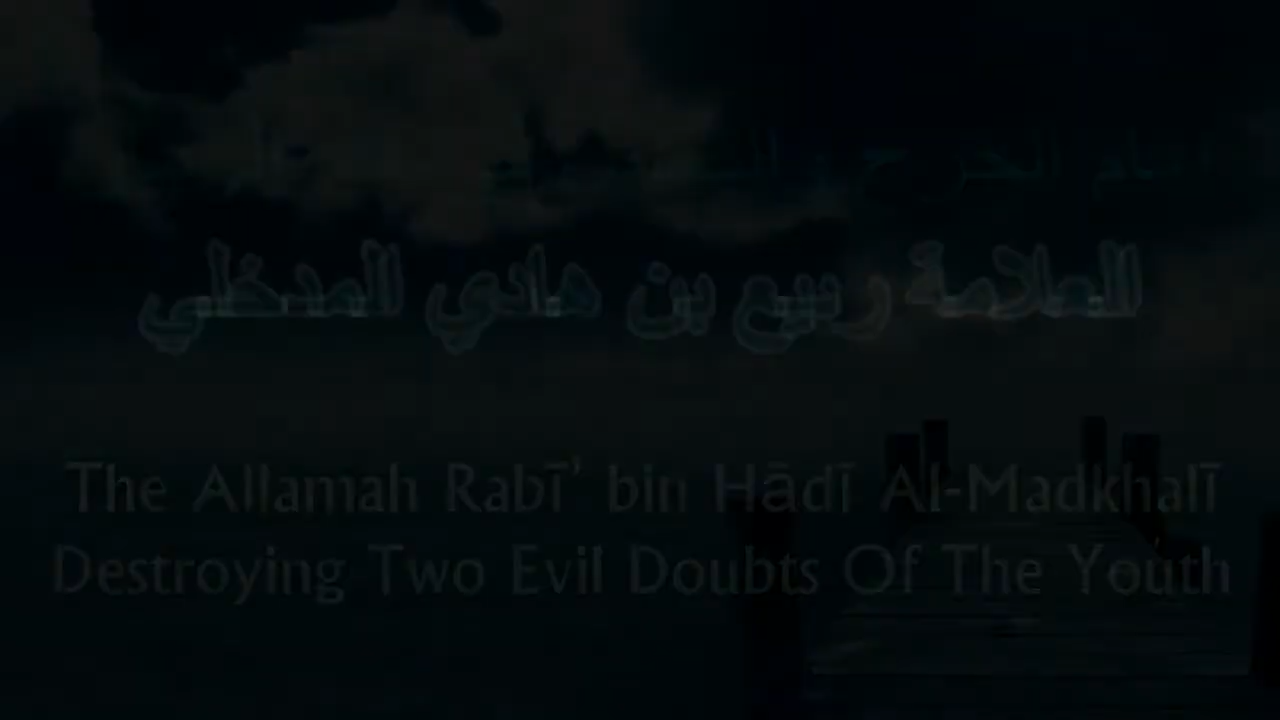 العلامة ربيع بن هادي المدخلي
The Allamah Rabī' bin Hādī Al-Madkhalī
Destroying Two Evil Doubts Of The Youth